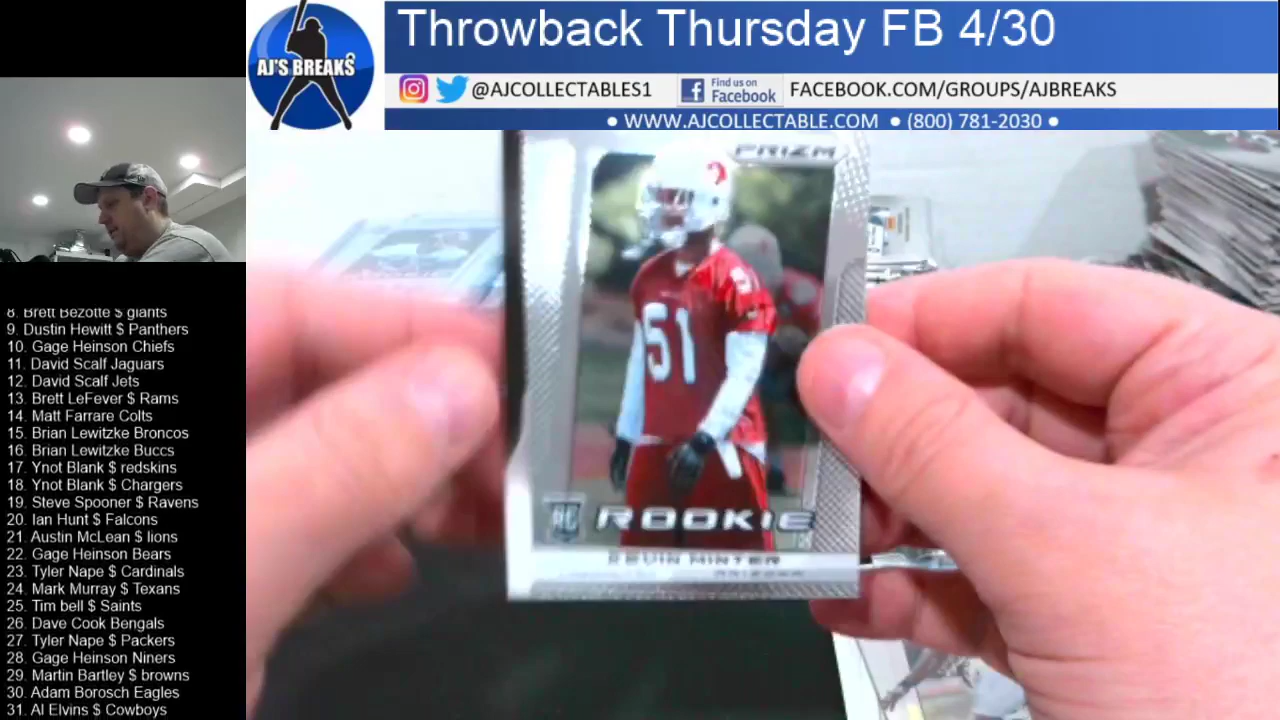 AJ'S BREAKS
Throwback Thursday FB 4/30
@AJCOLLECTABLES1
Find us on
Facebook
FACEBOOK.COM/GROUPS/AJBREAKS
• WWW.AJCOLLECTABLE.COM • (800) 781-2030 •
8. Brett Bezotte $ giants
9. Dustin Hewitt $ Panthers
10. Gage Heinson Chiefs
11. David Scalf Jaguars
12. David Scalf Jets
13. Brett LeFever $ Rams
14. Matt Farrare Colts
15. Brian Lewitzke Broncos
16. Brian Lewitzke Buccs
17. Ynot Blank $ redskins
18. Ynot Blank $ Chargers
19. Steve Spooner $ Ravens
20. Ian Hunt $ Falcons
21. Austin McLean $ lions
22. Gage Heinson Bears
23. Tyler Nape $ Cardinals
24. Mark Murray $ Texans
25. Tim bell $ Saints
26. Dave Cook Bengals
27. Tyler Nape $ Packers
28. Gage Heinson Niners
29. Martin Bartley $ browns
30. Adam Borosch Eagles
31. Al Elvins $ Cowboys
PRIZM
51
51
RC ROOKIE
KEVIN MINTER
ARIZONA